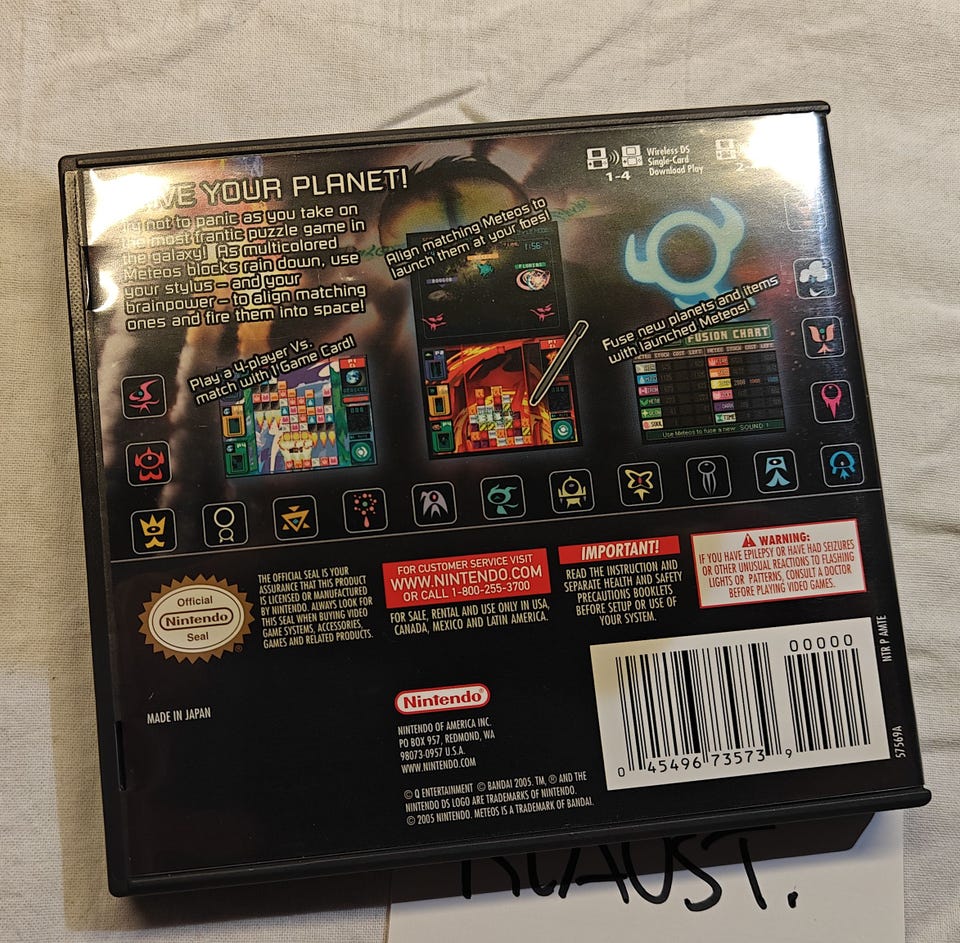 YOUR PLANET!
not to panic as you take on
the most frantic puzzle game in
the galaxy! As multicolored
Meteos blocks rain down, use
your stylus – and your
brainpower – to align matching
ones and fire them into space!
Align matching Meteos to
launch them at your foes!
Wireless DS
Single-Card
Download Play
1-4
Fuse new planets and items
with launched Meteos!
Play a 4-player Vs.
match with 1 Game Card!
1:56
FUSION CHART
SOUL
TIME
Use Meteos to fuse a new SOUND !
Official
Nintendo
Seal
THE OFFICIAL SEAL IS YOUR
ASSURANCE THAT THIS PRODUCT
IS LICENSED OR MANUFACTURED
BY NINTENDO. ALWAYS LOOK FOR
THIS SEAL WHEN BUYING VIDEO
GAME SYSTEMS, ACCESSORIES,
GAMES AND RELATED PRODUCTS.
FOR CUSTOMER SERVICE VISIT
WWW.NINTENDO.COM
OR CALL 1-800-255-3700
FOR SALE, RENTAL AND USE ONLY IN USA,
CANADA, MEXICO AND LATIN AMERICA.
IMPORTANT!
READ THE INSTRUCTION AND
SEPARATE HEALTH AND SAFETY
PRECAUTIONS BOOKLETS
BEFORE SETUP OR USE OF
YOUR SYSTEM.
WARNING:
IF YOU HAVE EPILEPSY OR HAVE HAD SEIZURES
OR OTHER UNUSUAL REACTIONS TO FLASHING
LIGHTS OR PATTERNS, CONSULT A DOCTOR
BEFORE PLAYING VIDEO GAMES.
MADE IN JAPAN
Nintendo®
NINTENDO OF AMERICA INC.
PO BOX 957, REDMOND, WA
98073-0957 U.S.A.
WWW.NINTENDO.COM
© Q ENTERTAINMENT © BANDAI 2005. TM, ® AND THE
NINTENDO DS LOGO ARE TRADEMARKS OF NINTENDO.
© 2005 NINTENDO. METEOS IS A TRADEMARK OF BANDAI.
00000
0 45496 73573 9
NTR P AMTE
57569A